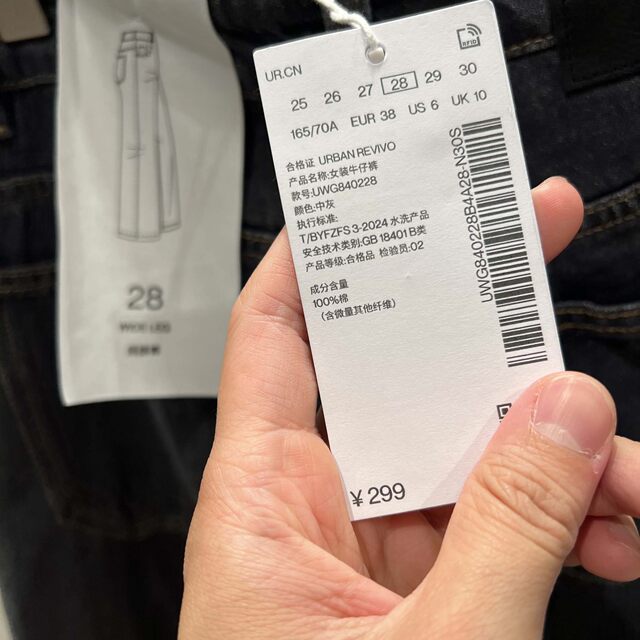 UR.CN
RFID
25 26 27 28 29 30
165/70A EUR 38 US 6 UK 10
合格证 URBAN REVIVO
产品名称:女装牛仔裤
款号:UWG840228
颜色:中灰
执行标准:
T/BYFZFS 3-2024 水洗产品
安全技术类别:GB 18401 B类
产品等级:合格品 检验员:02
成分含量
100%棉
(含微量其他纤维)
¥299
UWG840228B4A28-N30S
28
WIDE LEG